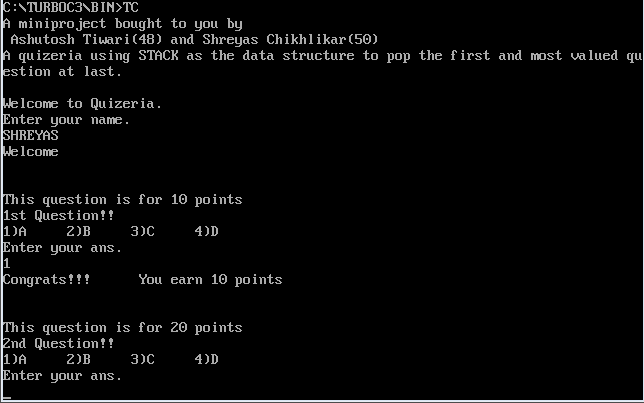 C:\TURBOC3\BIN>TC
A miniproject bought to you by
 Ashutosh Tiwari(48) and Shreyas Chikhlikar(50)
A quizeria using STACK as the data structure to pop the first and most valued qu
estion at last.
Welcome to Quizeria.
Enter your name.
SHREYAS
Welcome
This question is for 10 points
1st Question!!
1)A     2)B     3)C     4)D
Enter your ans.
1
Congrats!!!      You earn 10 points
This question is for 20 points
2nd Question!!
1)A     2)B     3)C     4)D
Enter your ans.
_